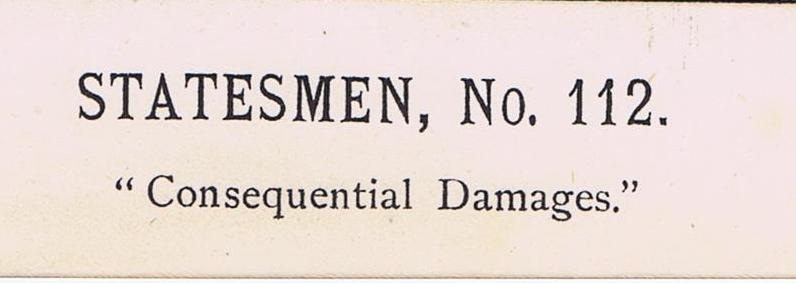 STATESMEN, No. 112.
“Consequential Damages.”